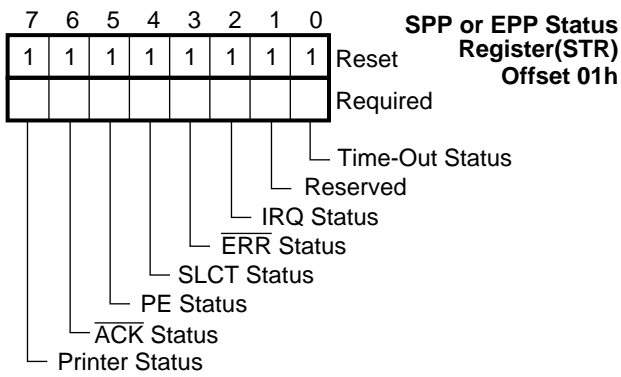 7 6 5 4 3 2 1 0
SPP or EPP Status
Register(STR)
Offset 01h
1 1 1 1 1 1 1 1 Reset
Required
Time-Out Status
Reserved
IRQ Status
E̅R̅R̅ Status
SLCT Status
PE Status
A̅C̅K̅ Status
Printer Status